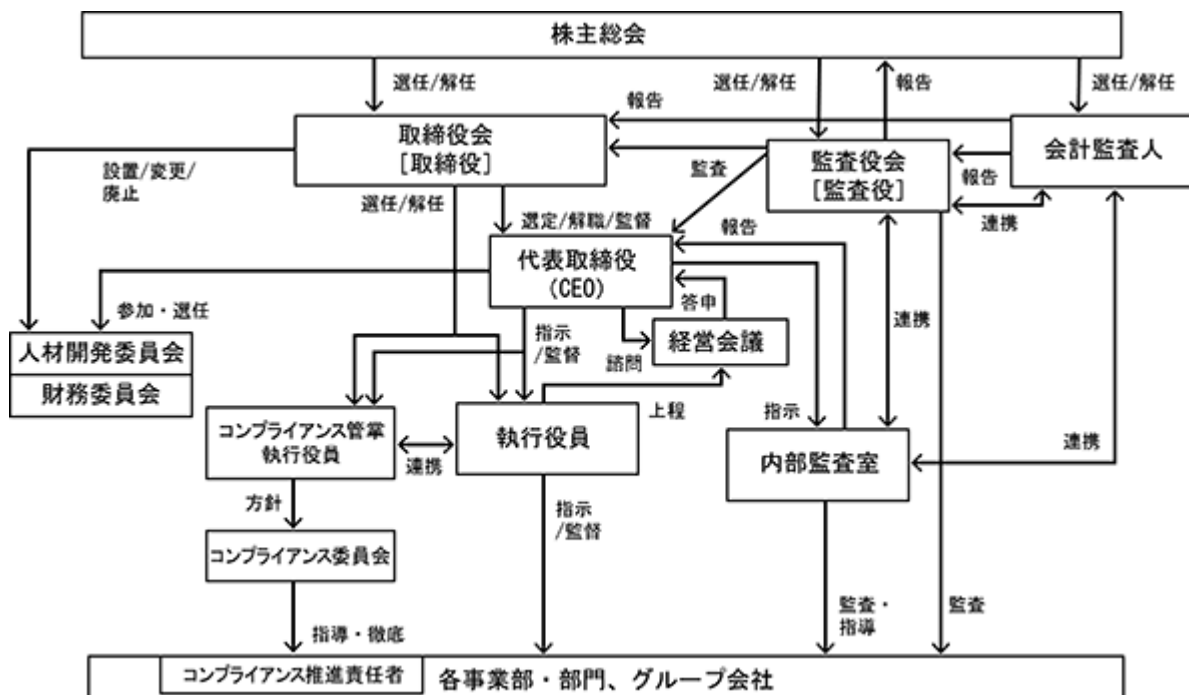 株主総会
選任/解任
選任/解任
報告
選任/解任
報告
取締役会
[取締役]
監査役会
[監査役]
会計監査人
設置/変更/
廃止
選任/解任
監査
報告
連携
選定/解職/監督
代表取締役
(CEO)
報告
参加・選任
指示
/監督
答申
諮問
経営会議
連携
人材開発委員会
財務委員会
上程
指示
連携
コンプライアンス管掌
執行役員
連携
執行役員
内部監査室
方針
指示
/監督
コンプライアンス委員会
指導・徹底
監査・
指導
監査
コンプライアンス推進責任者
各事業部・部門、グループ会社